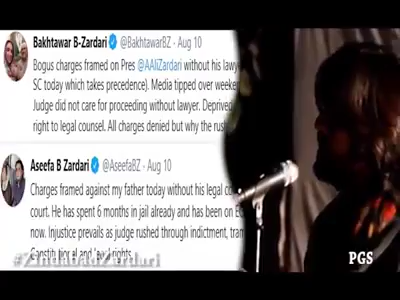 Bakhtawar B-Zardari @BakhtawarBZ - Aug 10
Bogus charges framed on Pres @AAliZardari without his lawy
SC today which takes precedence). Media tipped over weeken
Judge did not care for proceeding without lawyer. Deprived
right to legal counsel. All charges denied but why the rus
Aseefa B Zardari @AseefaBZ · Aug 10
Charges framed against my father today without his legal co
court. He has spent 6 months in jail already and has been on E
now. Injustice prevails as judge rushed through indictment, tram
#ZindabadZardari
PGS